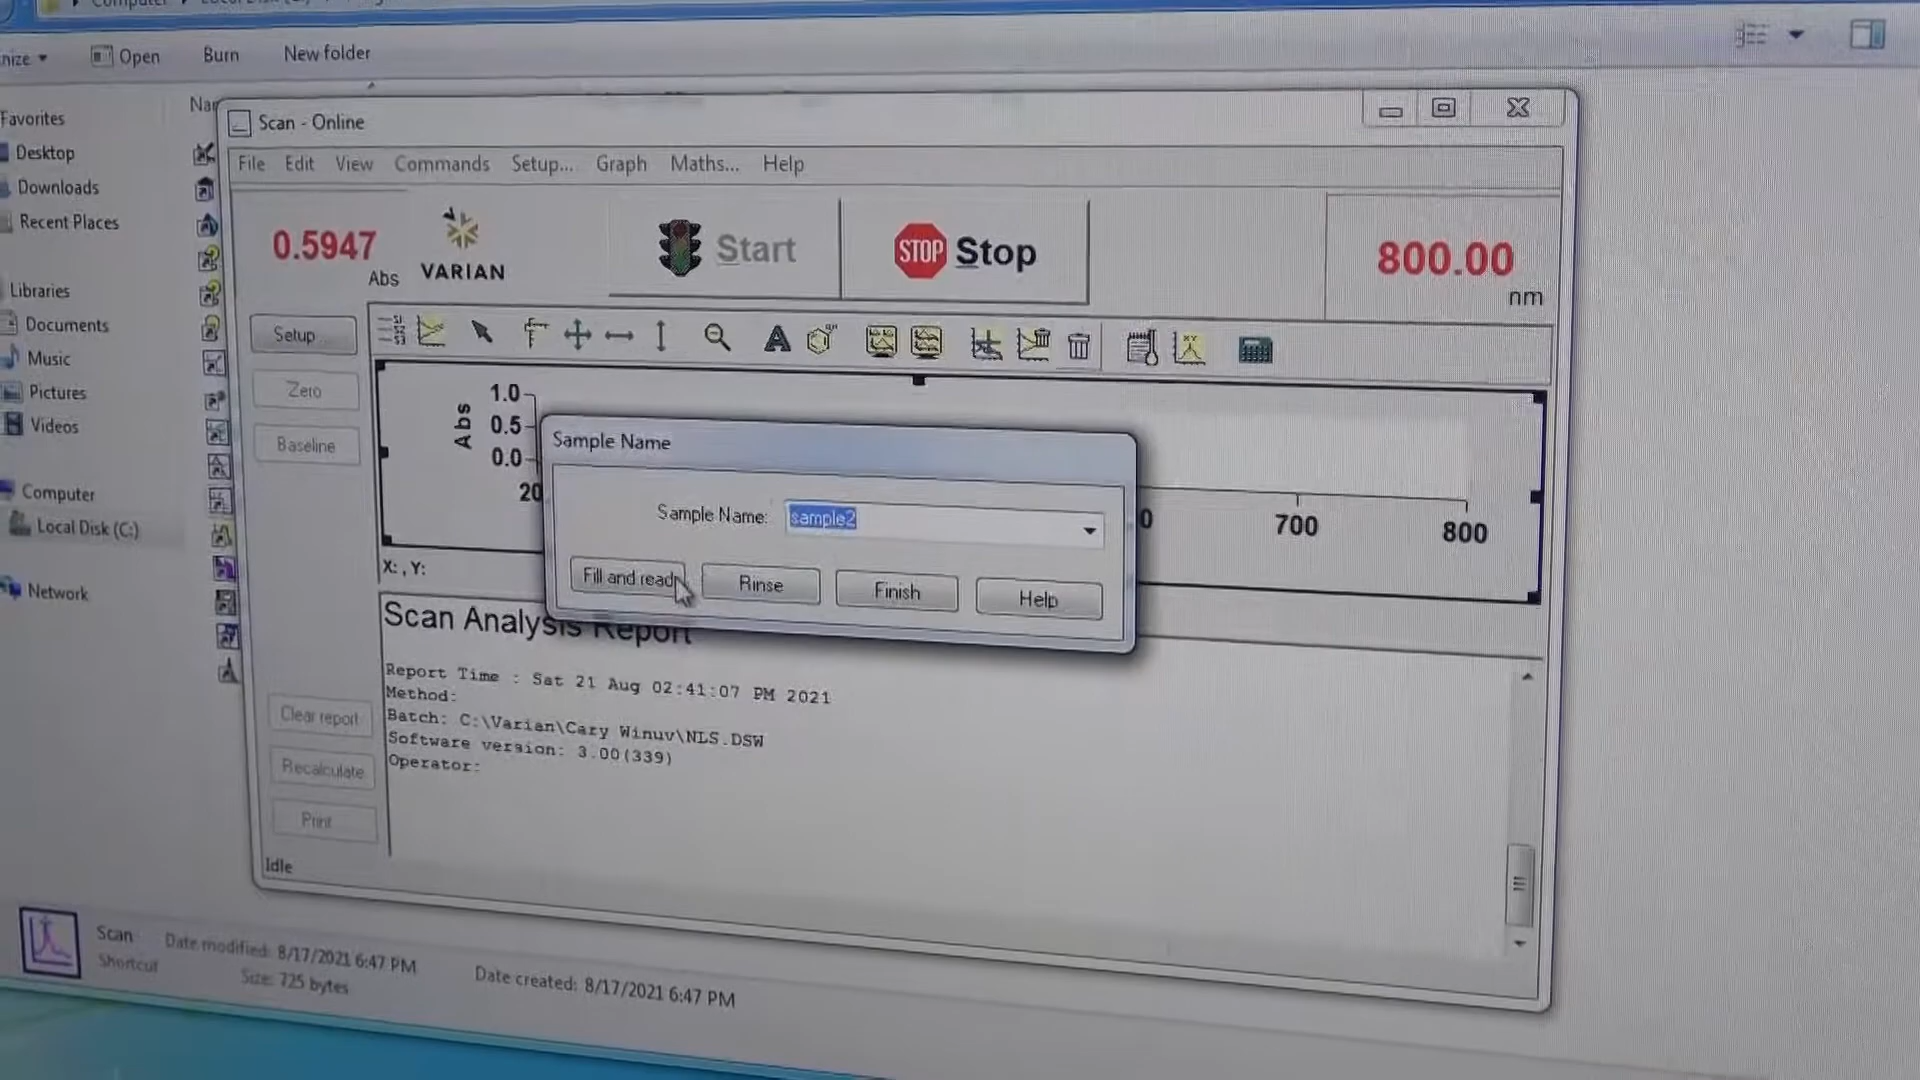 Open
Burn
New folder
Favorites
Desktop
Downloads
Recent Places
Libraries
Documents
Music
Pictures
Videos
Computer
Local Disk (C:)
Network
Scan - Online
File Edit View Commands Setup... Graph Maths... Help
0.5947
Abs
VARIAN
Start
STOP Stop
800.00
nm
Setup...
Zero
Baseline
Abs
1.0
0.5
0.0
700
800
X: , Y:
Sample Name
Sample Name: sample2
Fill and read
Rinse
Finish
Help
Scan Analysis Report
Report Time : Sat 21 Aug 02:41:07 PM 2021
Method:
Batch: C:\Varian\Cary Winuv\NLS.DSW
Software version: 3.00(339)
Operator:
Clear report
Recalculate
Print
Idle
Scan Date modified: 8/17/2021 6:47 PM Date created: 8/17/2021 6:47 PM
Shortcut Size: 725 bytes